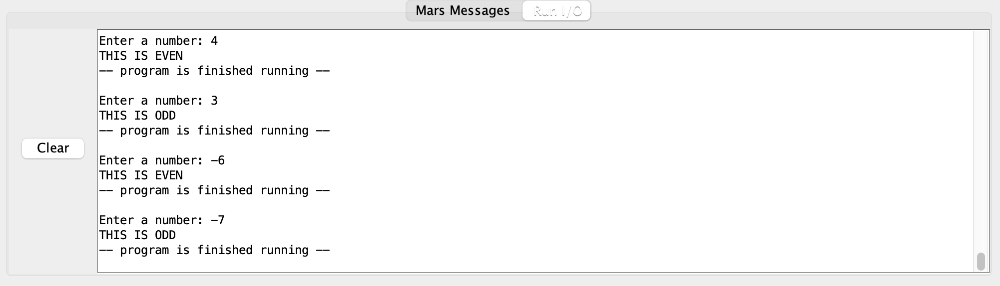 Mars Messages Run I/O
Enter a number: 4
THIS IS EVEN
-- program is finished running --
Enter a number: 3
THIS IS ODD
-- program is finished running --
Clear
Enter a number: -6
THIS IS EVEN
-- program is finished running --
Enter a number: -7
THIS IS ODD
-- program is finished running --